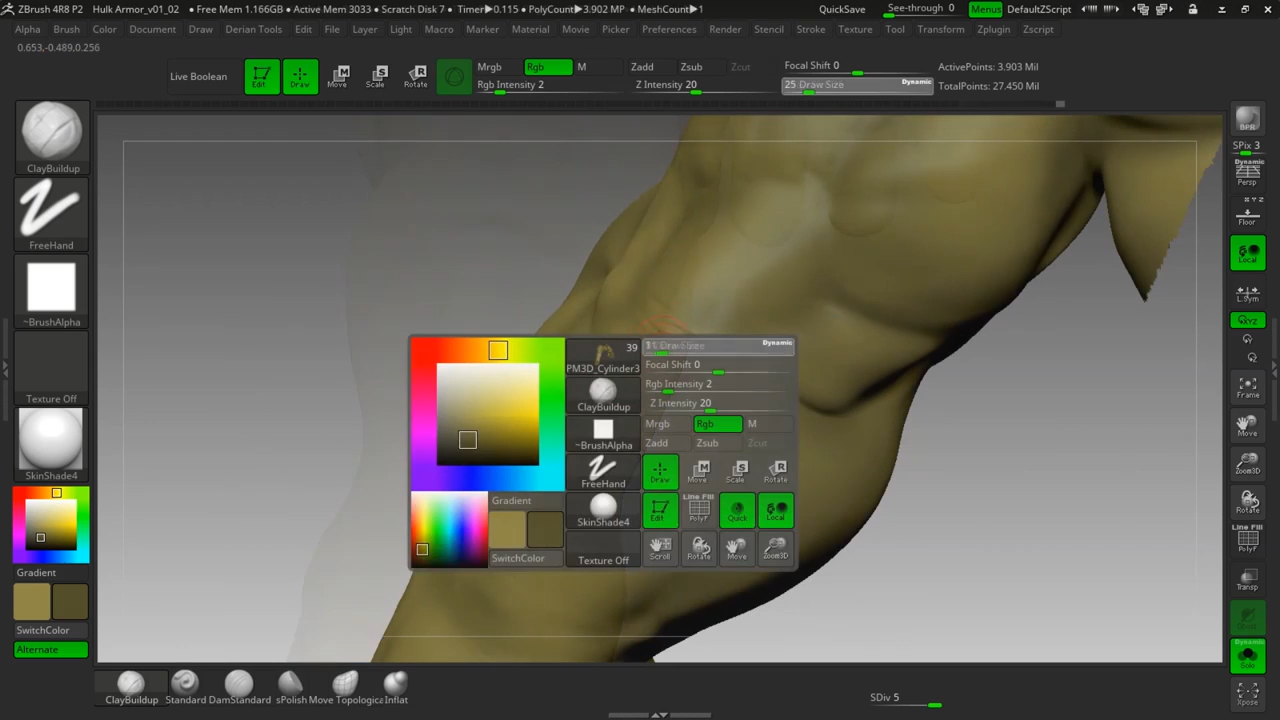 ZBrush 4R8 P2 Hulk Armor_v01_02 • Free Mem 1.166GB • Active Mem 3033 • Scratch Disk 7 • Timer▶0.115 • PolyCount▶3.902 MP • MeshCount▶1
QuickSave See-through 0 Menus DefaultZScript
Alpha Brush Color Document Draw Derian Tools Edit File Layer Light Macro Marker Material Movie Picker Preferences Render Stencil Stroke Texture Tool Transform Zplugin Zscript
0.653,-0.489,0.256
Live Boolean
Edit
Draw
Move
Scale
Rotate
Mrgb Rgb M
Rgb Intensity 2
Zadd Zsub Zcut
Z Intensity 20
Focal Shift 0
25 Draw Size Dynamic
ActivePoints: 3.903 Mil
TotalPoints: 27.450 Mil
ClayBuildup
FreeHand
~BrushAlpha
Texture Off
SkinShade4
Gradient
SwitchColor
Alternate
Gradient
SwitchColor
39
PM3D_Cylinder3
ClayBuildup
~BrushAlpha
FreeHand
SkinShade4
Texture Off
Draw Size Dynamic
Focal Shift 0
Rgb Intensity 2
Z Intensity 20
Mrgb Rgb M
Zadd Zsub Zcut
Draw Move Scale Rotate
Line Fill
Edit PolyF Quick Local
Scroll Rotate Move Zoom3D
BPR
SPix 3
Dynamic
Persp
X Y Z
Floor
Local
L.Sym
XYZ
Frame
Move
Zoom3D
Rotate
Line Fill
PolyF
Transp
Ghost
Dynamic
Solo
Xpose
ClayBuildup Standard DamStandard sPolish Move Topologica Inflat
SDiv 5